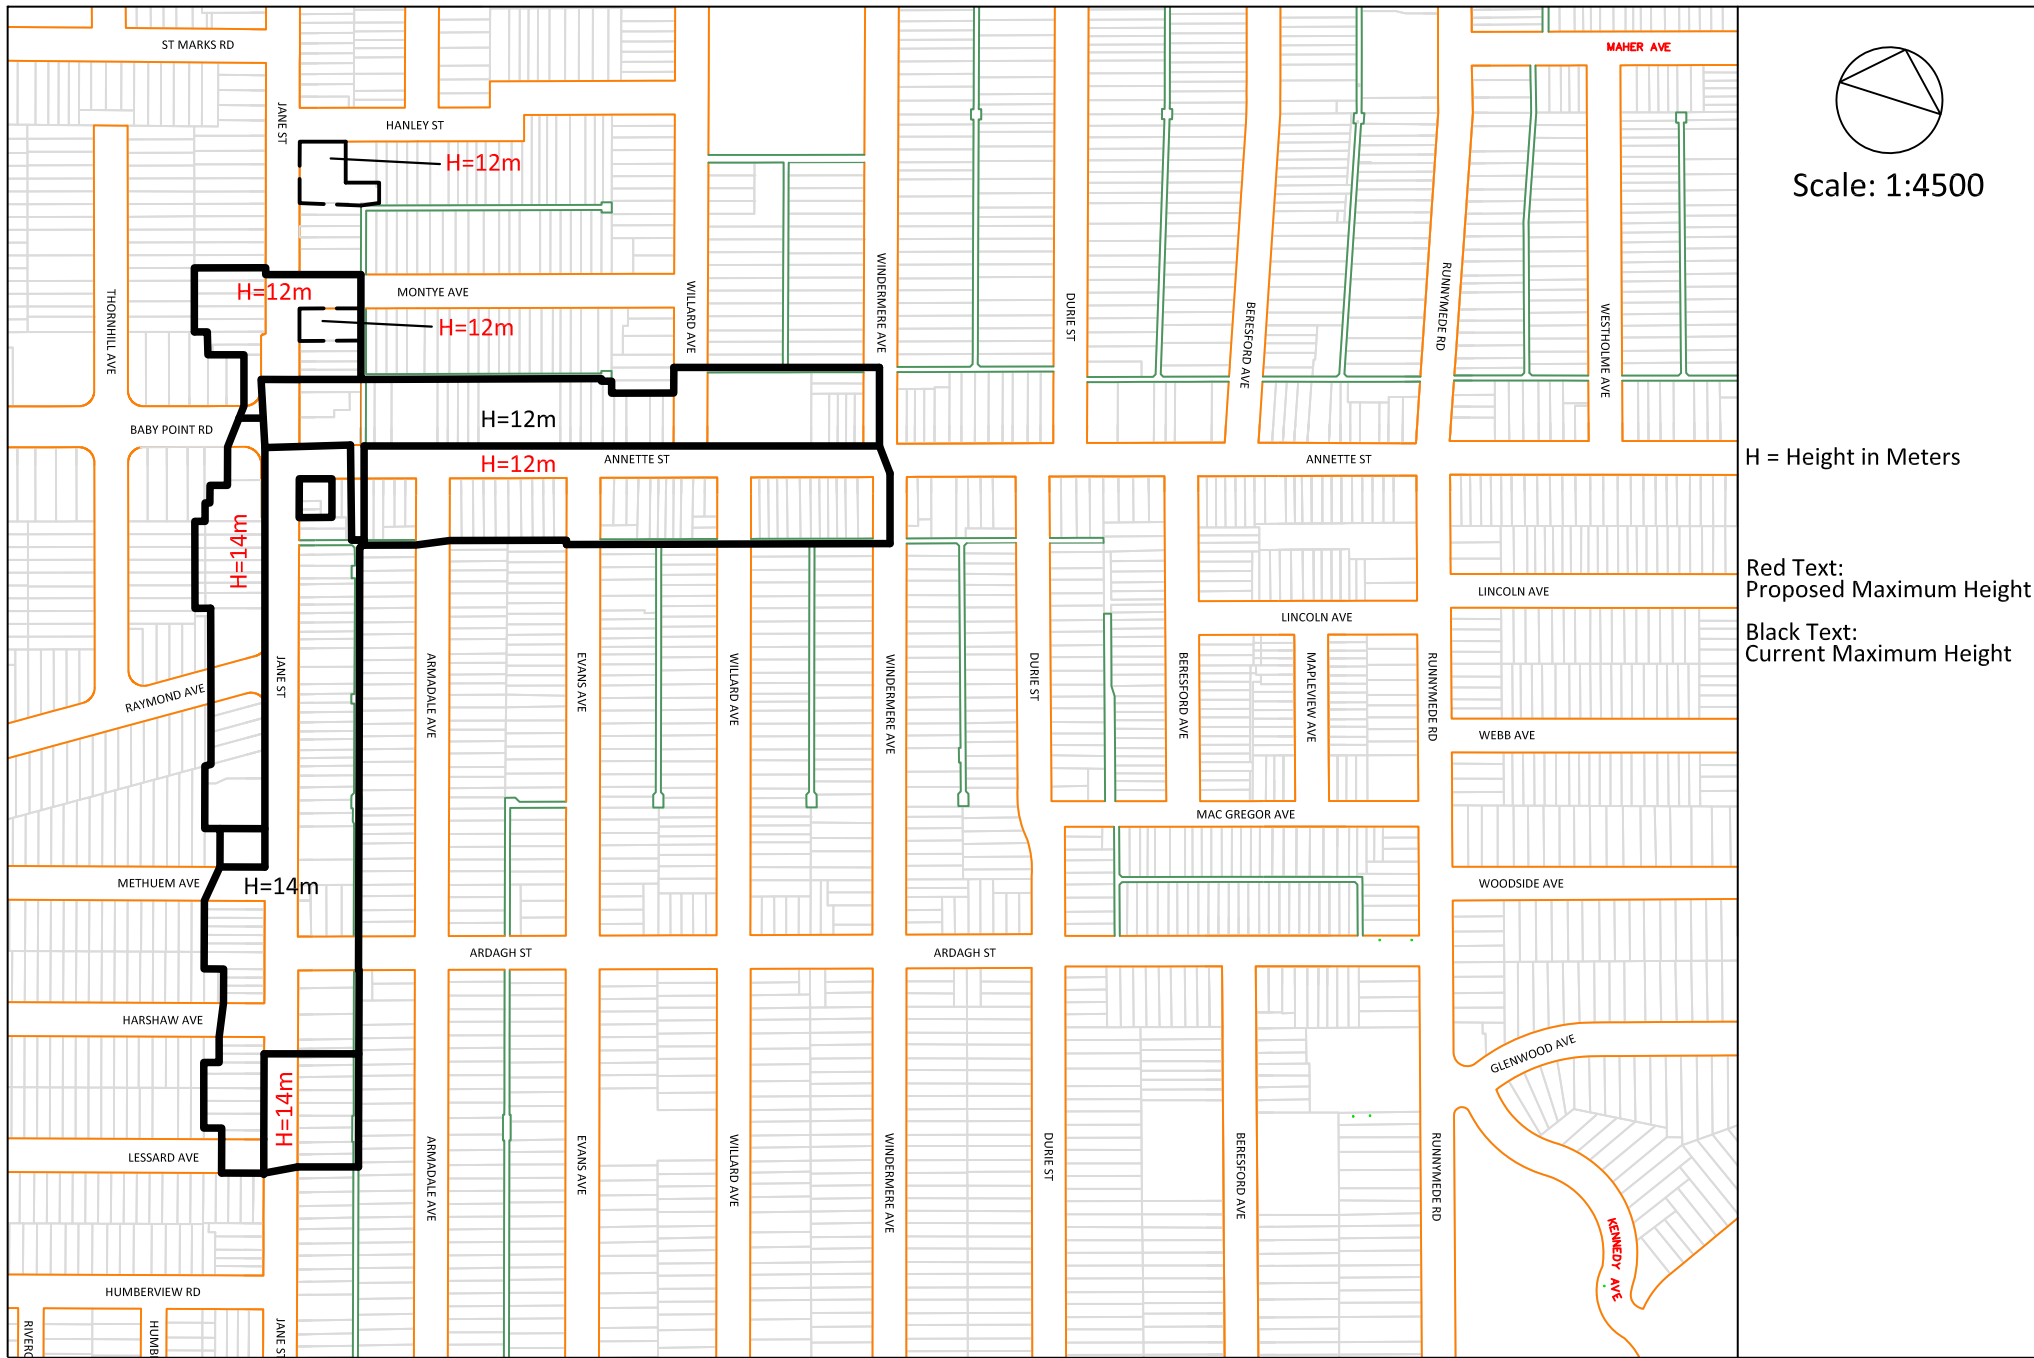 ST MARKS RD
MAHER AVE
JANE ST
HANLEY ST
H=12m
Scale: 1:4500
THORNHILL AVE
H=12m
MONTYE AVE
H=12m
WILLARD AVE
WINDERMERE AVE
DURIE ST
BERESFORD AVE
RUNNYMEDE RD
WESTHOLME AVE
BABY POINT RD
H=12m
H=12m
ANNETTE ST
ANNETTE ST
H = Height in Meters
H=14m
Red Text:
Proposed Maximum Height
Black Text:
Current Maximum Height
LINCOLN AVE
LINCOLN AVE
RAYMOND AVE
JANE ST
ARMADALE AVE
EVANS AVE
WILLARD AVE
WINDERMERE AVE
DURIE ST
BERESFORD AVE
MAPLEVIEW AVE
RUNNYMEDE RD
WEBB AVE
MAC GREGOR AVE
METHUEM AVE
H=14m
WOODSIDE AVE
ARDAGH ST
ARDAGH ST
HARSHAW AVE
GLENWOOD AVE
H=14m
LESSARD AVE
ARMADALE AVE
EVANS AVE
WILLARD AVE
WINDERMERE AVE
DURIE ST
BERESFORD AVE
RUNNYMEDE RD
KENNEDY AVE
HUMBERVIEW RD
RIVERC
HUMB
JANE ST